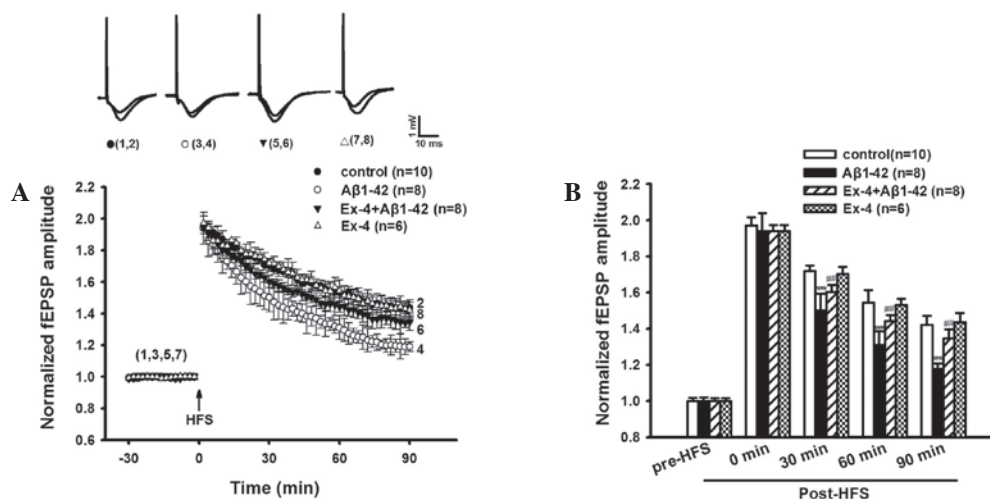 ●(1,2) ○(3,4) ▼(5,6) △(7,8)
1 mV
10 ms
A
control (n=10)
Aβ1-42 (n=8)
Ex-4+Aβ1-42 (n=8)
Ex-4 (n=6)
Normalized fEPSP amplitude
2.2
2.0
1.8
1.6
1.4
1.2
1.0
0.8
0.6
(1,3,5,7)
HFS
2
8
6
4
-30 0 30 60 90
Time (min)
B
control(n=10)
Aβ1-42 (n=8)
Ex-4+Aβ1-42 (n=8)
Ex-4 (n=6)
Normalized fEPSP amplitude
2.2
2.0
1.8
1.6
1.4
1.2
1.0
0.8
## ## ##
pre-HFS 0 min 30 min 60 min 90 min
Post-HFS